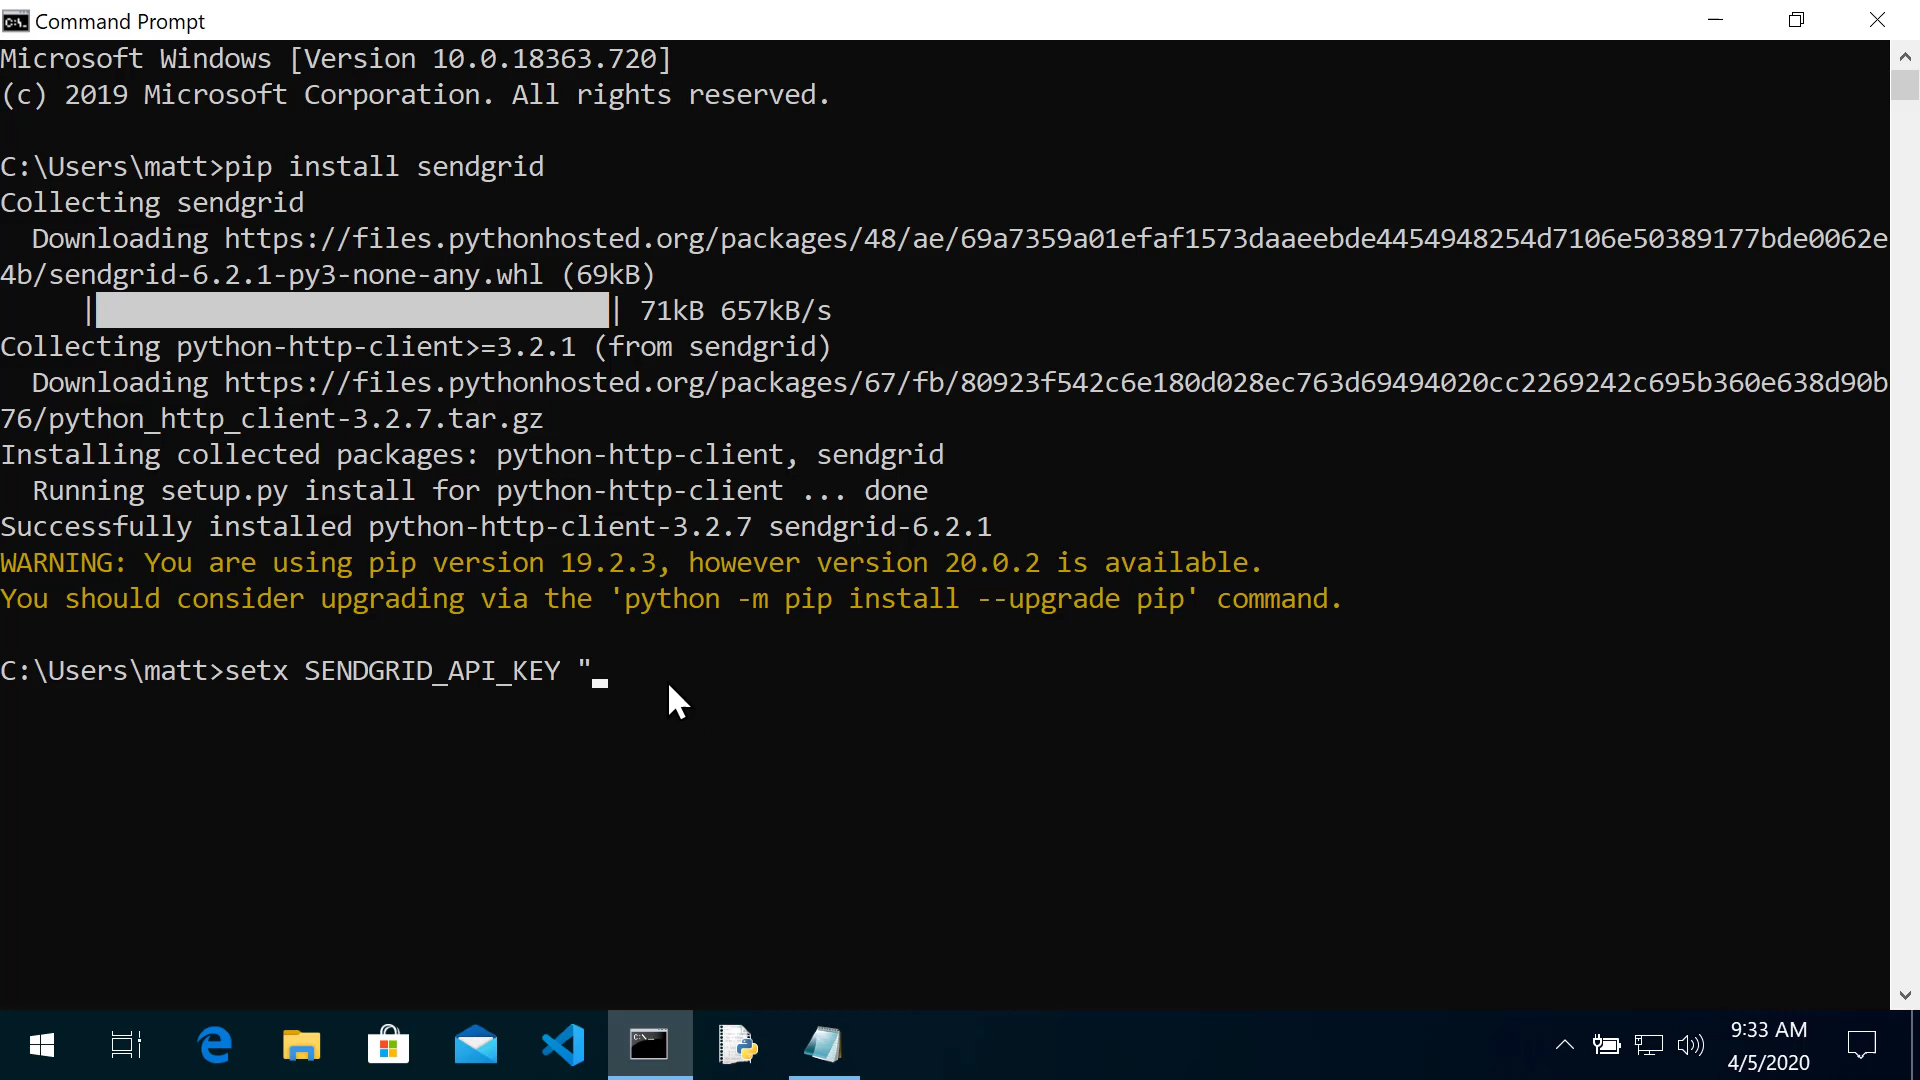 Command Prompt
Microsoft Windows [Version 10.0.18363.720]
(c) 2019 Microsoft Corporation. All rights reserved.
C:\Users\matt>pip install sendgrid
Collecting sendgrid
  Downloading https://files.pythonhosted.org/packages/48/ae/69a7359a01efaf1573daaeebde4454948254d7106e50389177bde0062e
4b/sendgrid-6.2.1-py3-none-any.whl (69kB)
     |████████████████████████████████| 71kB 657kB/s
Collecting python-http-client>=3.2.1 (from sendgrid)
  Downloading https://files.pythonhosted.org/packages/67/fb/80923f542c6e180d028ec763d69494020cc2269242c695b360e638d90b
76/python_http_client-3.2.7.tar.gz
Installing collected packages: python-http-client, sendgrid
  Running setup.py install for python-http-client ... done
Successfully installed python-http-client-3.2.7 sendgrid-6.2.1
WARNING: You are using pip version 19.2.3, however version 20.0.2 is available.
You should consider upgrading via the 'python -m pip install --upgrade pip' command.
C:\Users\matt>setx SENDGRID_API_KEY "
9:33 AM
4/5/2020